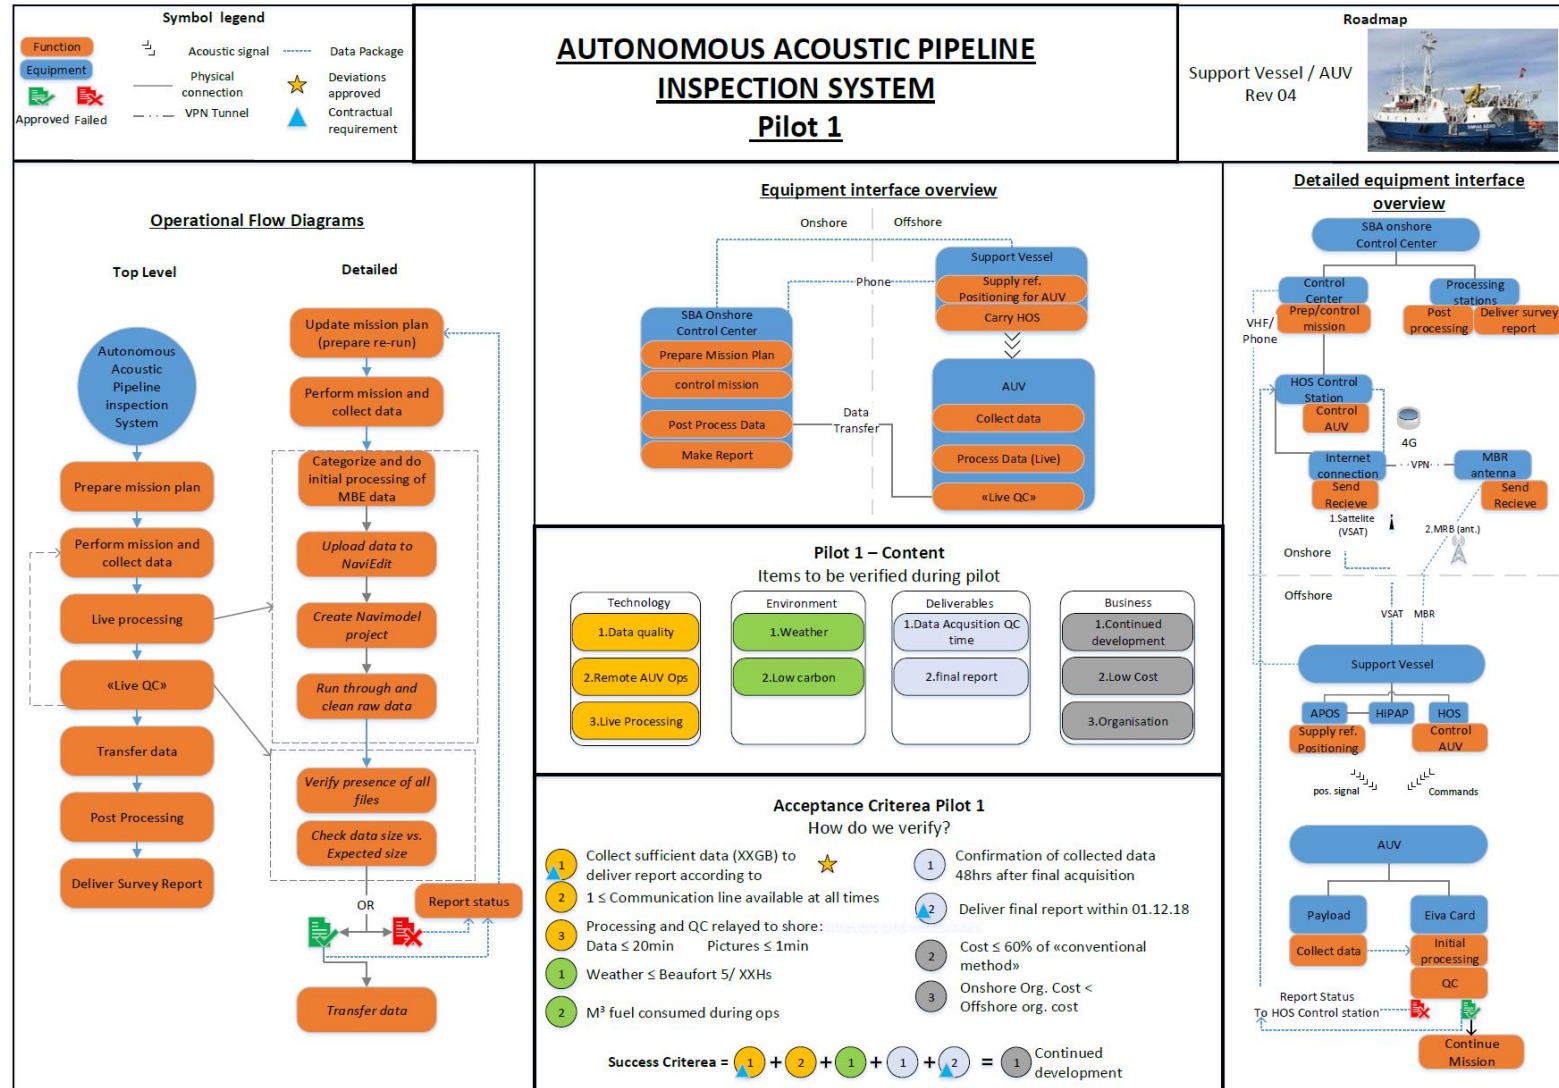 Symbol legend
Function
Equipment
Approved Failed
Acoustic signal
Physical
connection
VPN Tunnel
Data Package
Deviations
approved
Contractual
requirement
AUTONOMOUS ACOUSTIC PIPELINE
INSPECTION SYSTEM
Pilot 1
Roadmap
Support Vessel / AUV
Rev 04
Operational Flow Diagrams
Top Level
Autonomous
Acoustic
Pipeline
inspection
System
Prepare mission plan
Perform mission and
collect data
Live processing
«Live QC»
Transfer data
Post Processing
Deliver Survey Report
Detailed
Update mission plan
(prepare re-run)
Perform mission and
collect data
Categorize and do
initial processing of
MBE data
Upload data to
NaviEdit
Create Navimodel
project
Run through and
clean raw data
Verify presence of all
files
Check data size vs.
Expected size
OR
Report status
Transfer data
Equipment interface overview
Onshore
Offshore
Phone
Support Vessel
Supply ref.
Positioning for AUV
Carry HOS
SBA Onshore
Control Center
Prepare Mission Plan
control mission
Post Process Data
Make Report
Data
Transfer
AUV
Collect data
Process Data (Live)
«Live QC»
Pilot 1 – Content
Items to be verified during pilot
Technology
1.Data quality
2.Remote AUV Ops
3.Live Processing
Environment
1.Weather
2.Low carbon
Deliverables
1.Data Acqusition QC
time
2.final report
Business
1.Continued
development
2.Low Cost
3.Organisation
Acceptance Criterea Pilot 1
How do we verify?
1 Collect sufficient data (XXGB) to
deliver report according to
2 1 ≤ Communication line available at all times
3 Processing and QC relayed to shore:
Data ≤ 20min Pictures ≤ 1min
1 Weather ≤ Beaufort 5/ XXHs
2 M³ fuel consumed during ops
1 Confirmation of collected data
48hrs after final acquisition
2 Deliver final report within 01.12.18
2 Cost ≤ 60% of «conventional
method»
3 Onshore Org. Cost <
Offshore org. cost
Success Criterea = 1 + 2 + 1 + 1 + 2 = 1 Continued
development
Detailed equipment interface
overview
SBA onshore
Control Center
Control
Center
Prep/control
mission
Processing
stations
Post
processing
Deliver survey
report
VHF/
Phone
HOS Control
Station
Control
AUV
4G
Internet
connection
VPN
MBR
antenna
Send
Recieve
Send
Recieve
1.Sattelite
(VSAT)
2.MRB (ant.)
Onshore
Offshore
VSAT
MBR
Support Vessel
APOS
HiPAP
HOS
Supply ref.
Positioning
Control
AUV
pos. signal
Commands
AUV
Payload
Eiva Card
Collect data
Initial
processing
QC
Report Status
To HOS Control station
Continue
Mission